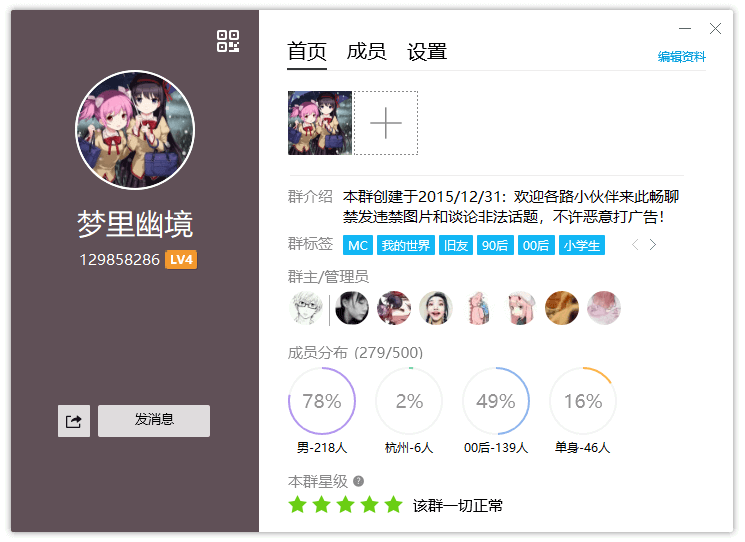 首页 成员 设置
编辑资料
梦里幽境
129858286 LV4
发消息
群介绍 本群创建于2015/12/31：欢迎各路小伙伴来此畅聊
禁发违禁图片和谈论非法话题，不许恶意打广告！
群标签 MC 我的世界 旧友 90后 00后 小学生
群主/管理员
成员分布 (279/500)
78% 2% 49% 16%
男-218人 杭州-6人 00后-139人 单身-46人
本群星级 ?
该群一切正常